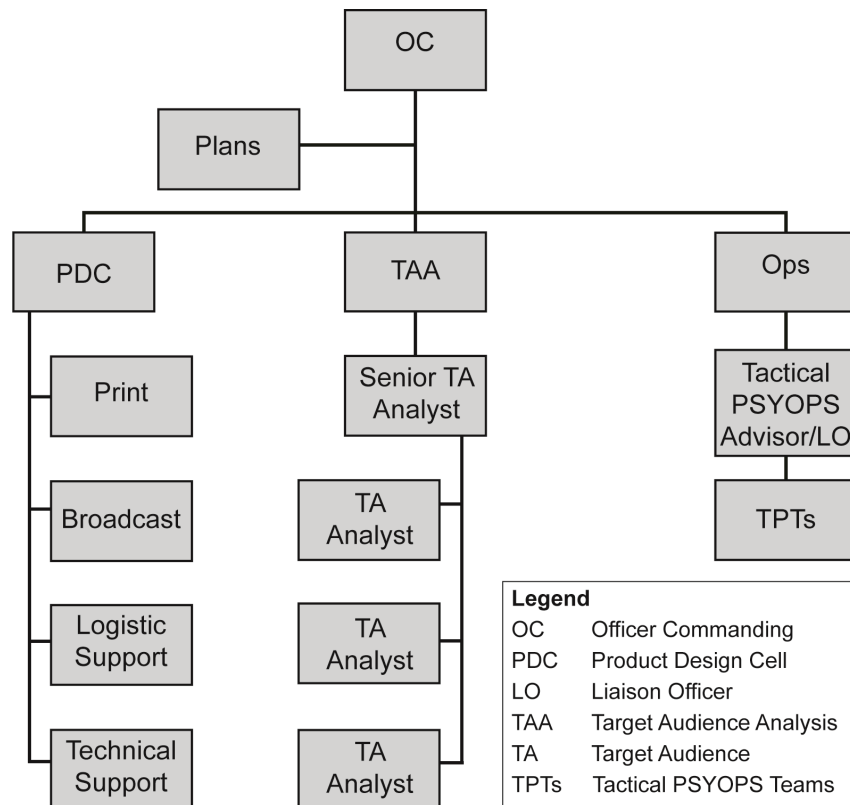 OC
Plans
PDC
TAA
Ops
Print
Senior TA
Analyst
Tactical
PSYOPS
Advisor/LO
Broadcast
TA
Analyst
TPTs
Logistic
Support
TA
Analyst
Technical
Support
TA
Analyst
Legend
OC Officer Commanding
PDC Product Design Cell
LO Liaison Officer
TAA Target Audience Analysis
TA Target Audience
TPTs Tactical PSYOPS Teams